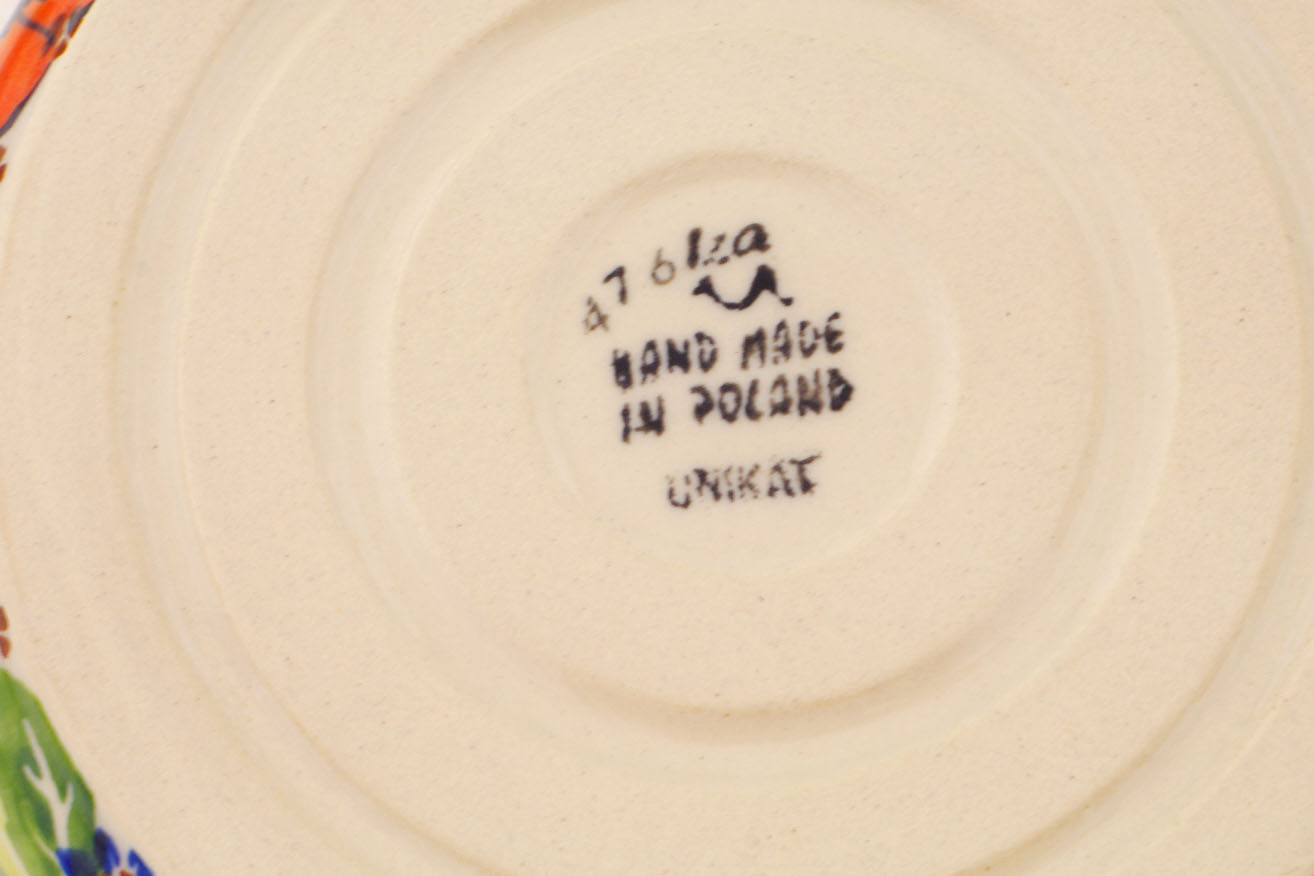 476 Iza
HAND MADE
IN POLAND
UNIKAT